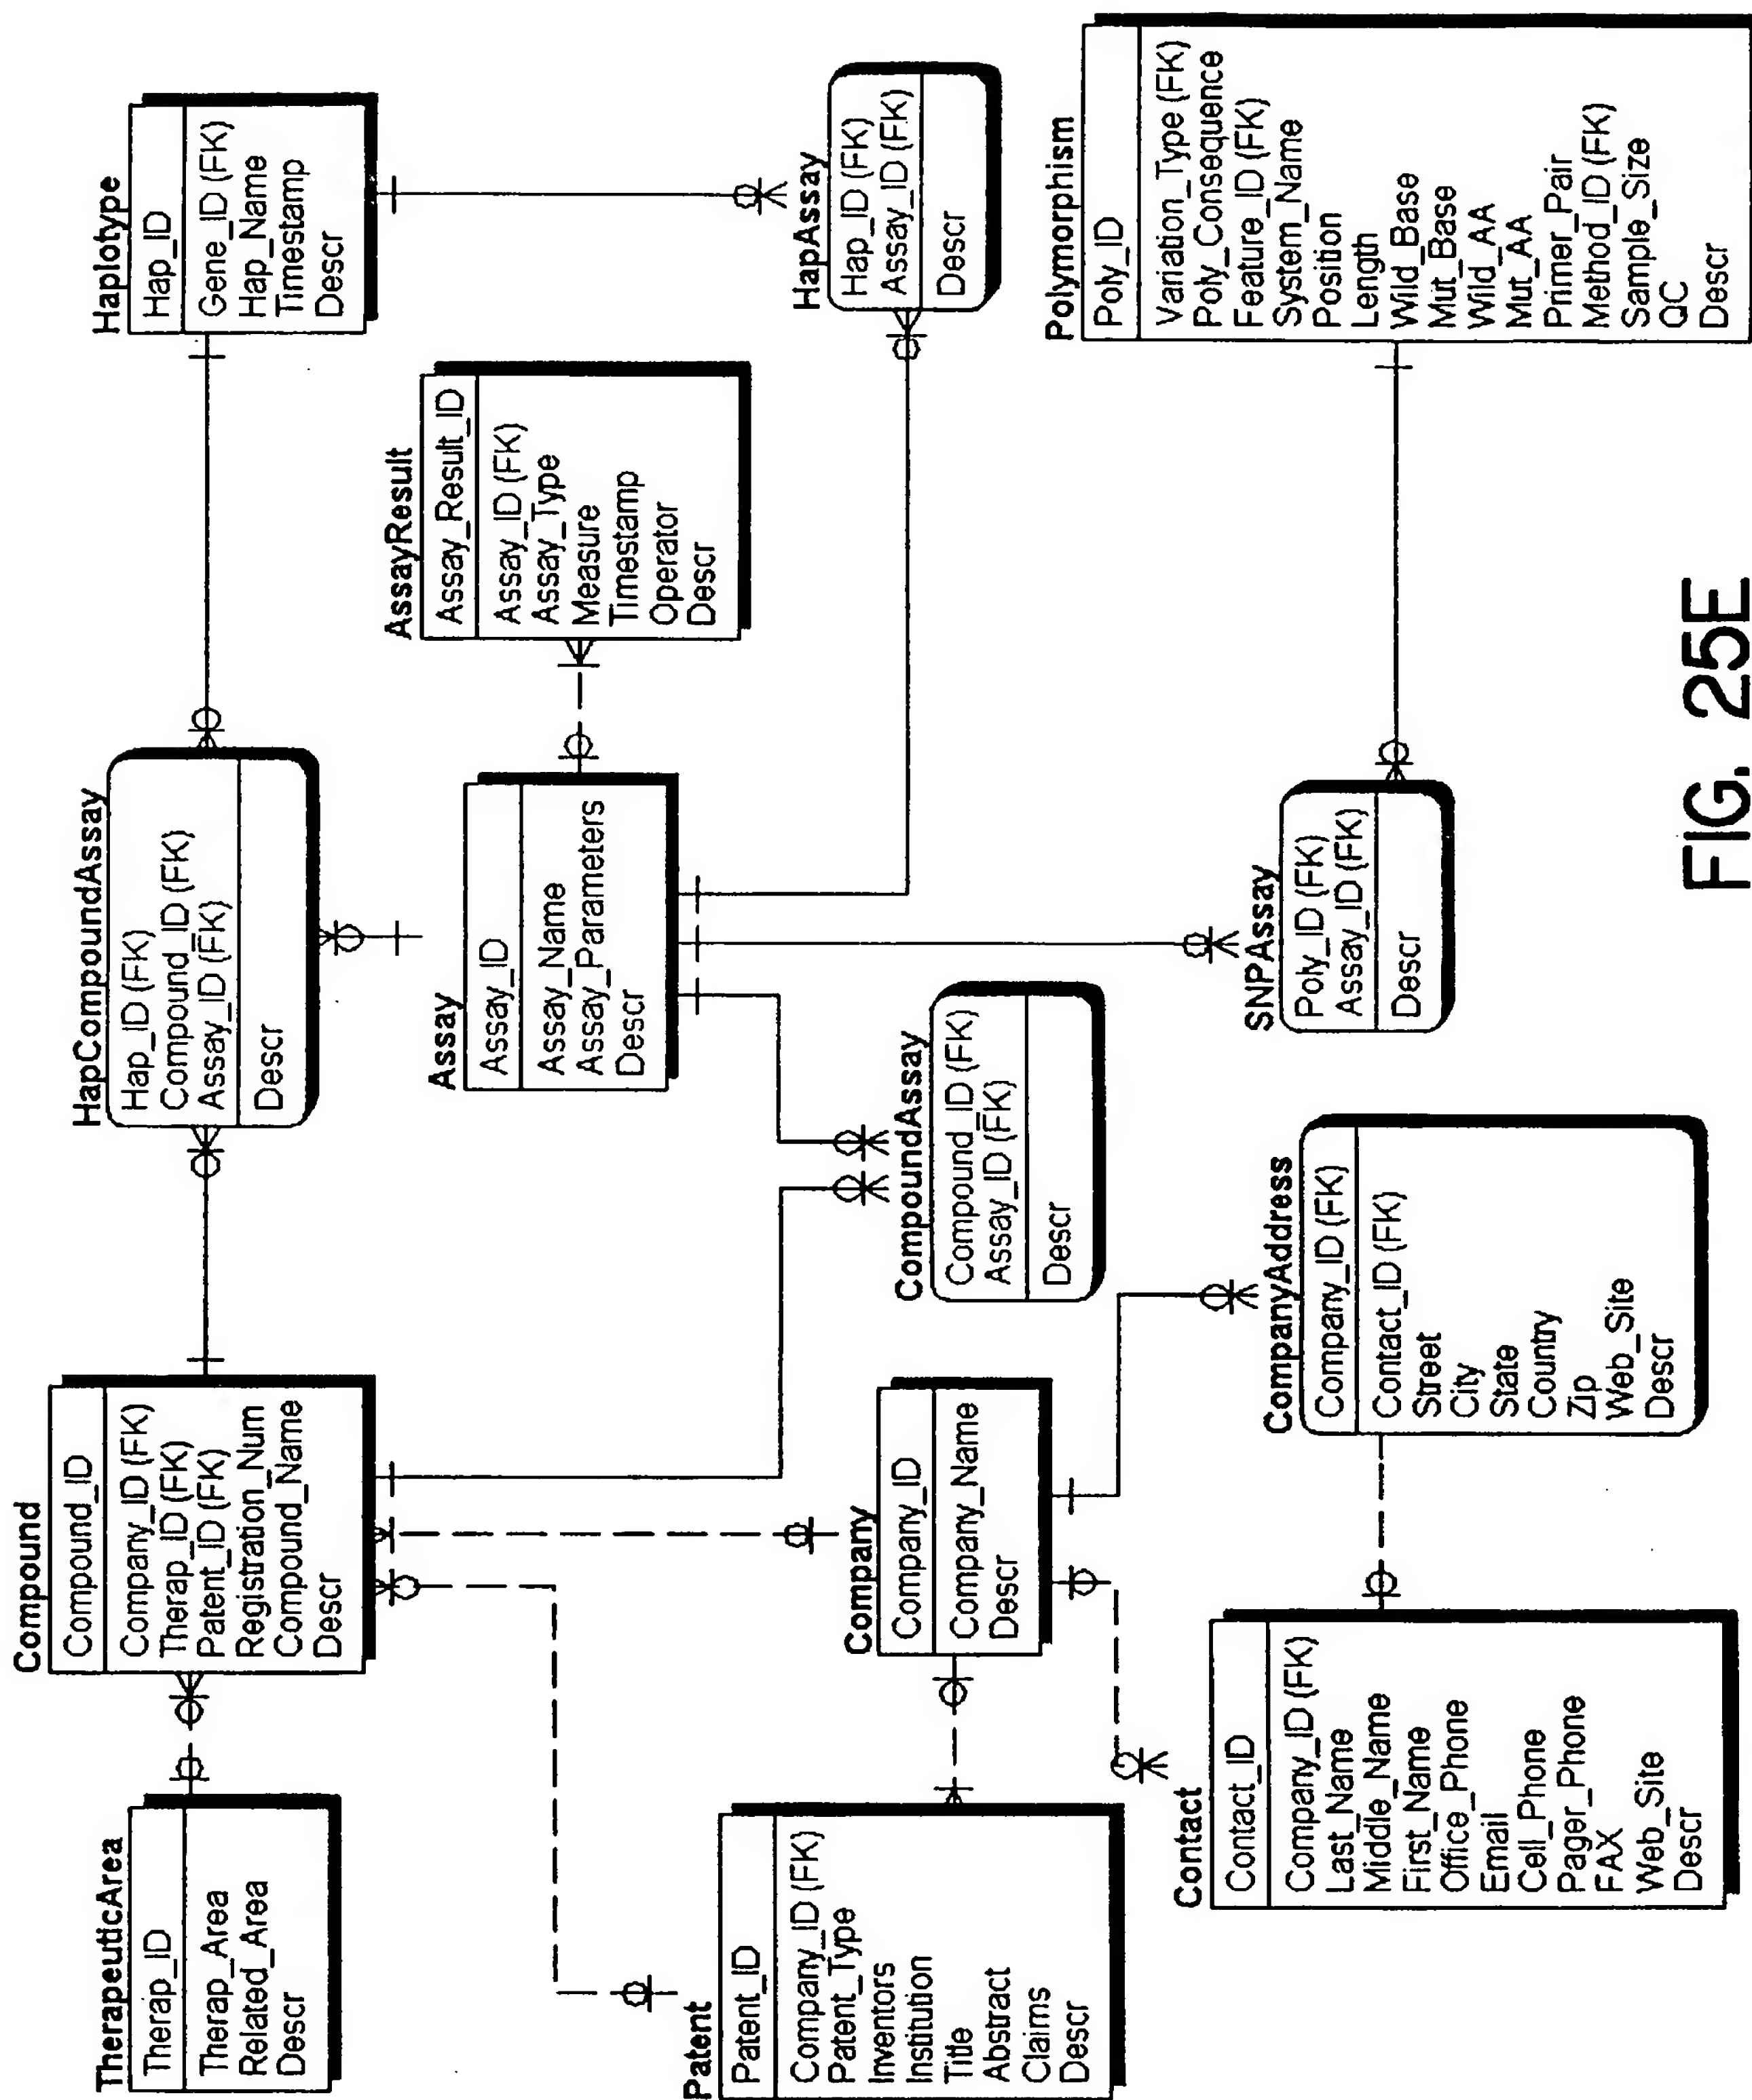 TherapeuticArea
Therap_ID
Therap_Area
Related_Area
Descr
Compound
Compound_ID
Company_ID (FK)
Therap_ID (FK)
Patent_ID (FK)
Registration_Num
Compound_Name
Descr
HapCompoundAssay
Hap_ID (FK)
Compound_ID (FK)
Assay_ID (FK)
Descr
Haplotype
Hap_ID
Gene_ID (FK)
Hap_Name
Timestamp
Descr
Assay
Assay_ID
Assay_Name
Assay_Parameters
Descr
AssayResult
Assay_Result_ID
Assay_ID (FK)
Assay_Type
Measure
Timestamp
Operator
Descr
HapAssay
Hap_ID (FK)
Assay_ID (FK)
Descr
Patent
Patent_ID
Company_ID (FK)
Patent_Type
Inventors
Institution
Title
Abstract
Claims
Descr
Company
Company_ID
Company_Name
Descr
CompoundAssay
Compound_ID (FK)
Assay_ID (FK)
Descr
Contact
Contact_ID
Company_ID (FK)
Last_Name
Middle_Name
First_Name
Office_Phone
Email
Cell_Phone
Pager_Phone
FAX
Web_Site
Descr
CompanyAddress
Company_ID (FK)
Contact_ID (FK)
Street
City
State
Country
Zip
Web_Site
Descr
SNPAssay
Poly_ID (FK)
Assay_ID (FK)
Descr
Polymorphism
Poly_ID
Variation_Type (FK)
Poly_Consequence
Feature_ID (FK)
System_Name
Position
Length
Wild_Base
Mut_Base
Wild_AA
Mut_AA
Primer_Pair
Method_ID (FK)
Sample_Size
QC
Descr
FIG. 25E